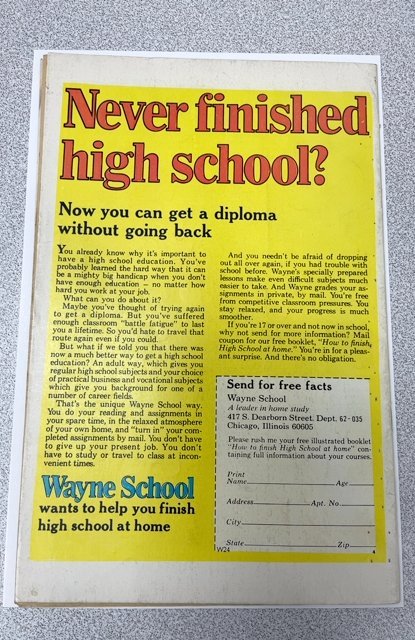 Never finished
high school?
Now you can get a diploma
without going back
You already know why it's important to
have a high school education. You've
probably learned the hard way that it can
be a mighty big handicap when you don't
have enough education – no matter how
hard you work at your job.
What can you do about it?
Maybe you've thought of trying again
to get a diploma. But you've suffered
enough classroom "battle fatigue" to last
you a lifetime. So you'd hate to travel that
route again even if you could.
But what if we told you that there was
now a much better way to get a high school
education? An adult way, which gives you
regular high school subjects and your choice
of practical business and vocational subjects
which give you background for one of a
number of career fields.
That's the unique Wayne School way.
You do your reading and assignments in
your spare time, in the relaxed atmosphere
of your own home, and "turn in" your com-
pleted assignments by mail. You don't have
to give up your present job. You don't
have to study or travel to class at incon-
venient times.
Wayne School
wants to help you finish
high school at home
And you needn't be afraid of dropping
out all over again, if you had trouble with
school before. Wayne's specially prepared
lessons make even difficult subjects much
easier to take. And Wayne grades your as-
signments in private, by mail. You're free
from competitive classroom pressures. You
stay relaxed, and your progress is much
smoother.
If you're 17 or over and not now in school,
why not send for more information? Mail
coupon for our free booklet, "How to finish
High School at home." You're in for a pleas-
ant surprise. And there's no obligation.
Send for free facts
Wayne School
A leader in home study
417 S. Dearborn Street. Dept. 62-035
Chicago, Illinois 60605
Please rush me your free illustrated booklet
"How to finish High School at home" con-
taining full information about your courses.
Print
Name Age
Address Apt. No.
City
State Zip
W24